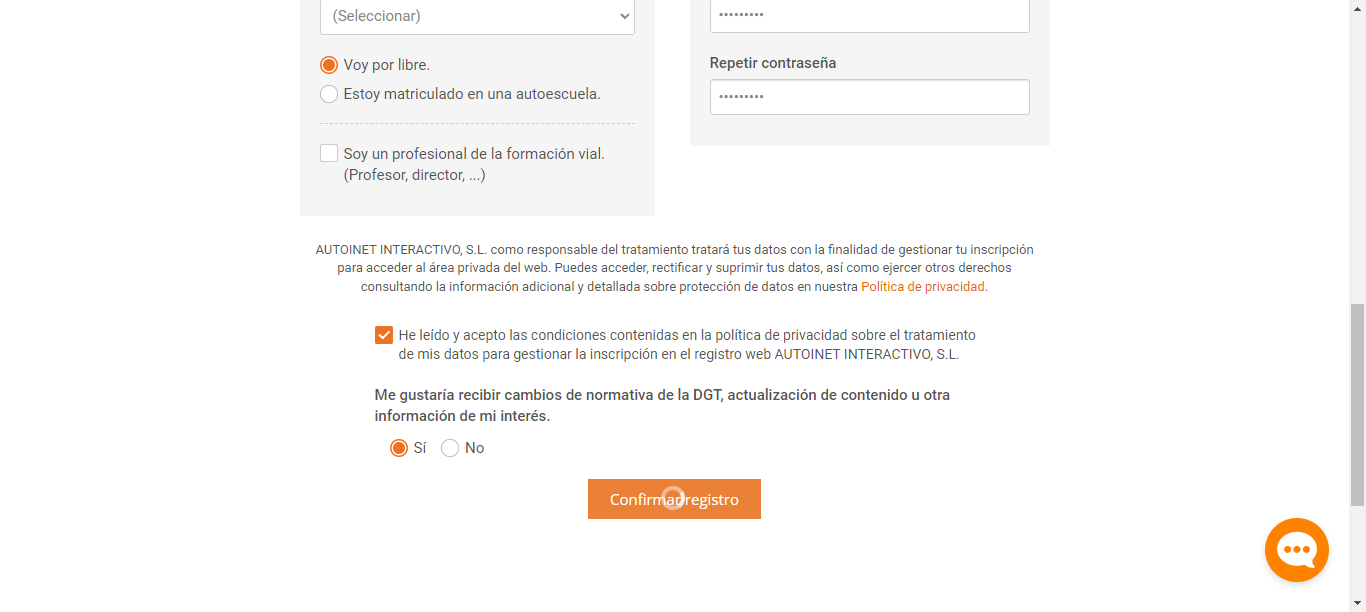 (Seleccionar)
Voy por libre.
Estoy matriculado en una autoescuela.
Soy un profesional de la formación vial.
(Profesor, director, ...)
•••••••••
Repetir contraseña
•••••••••
AUTOINET INTERACTIVO, S.L. como responsable del tratamiento tratará tus datos con la finalidad de gestionar tu inscripción
para acceder al área privada del web. Puedes acceder, rectificar y suprimir tus datos, así como ejercer otros derechos
consultando la información adicional y detallada sobre protección de datos en nuestra Política de privacidad.
He leído y acepto las condiciones contenidas en la política de privacidad sobre el tratamiento
de mis datos para gestionar la inscripción en el registro web AUTOINET INTERACTIVO, S.L.
Me gustaría recibir cambios de normativa de la DGT, actualización de contenido u otra
información de mi interés.
Sí No
Confirmar registro